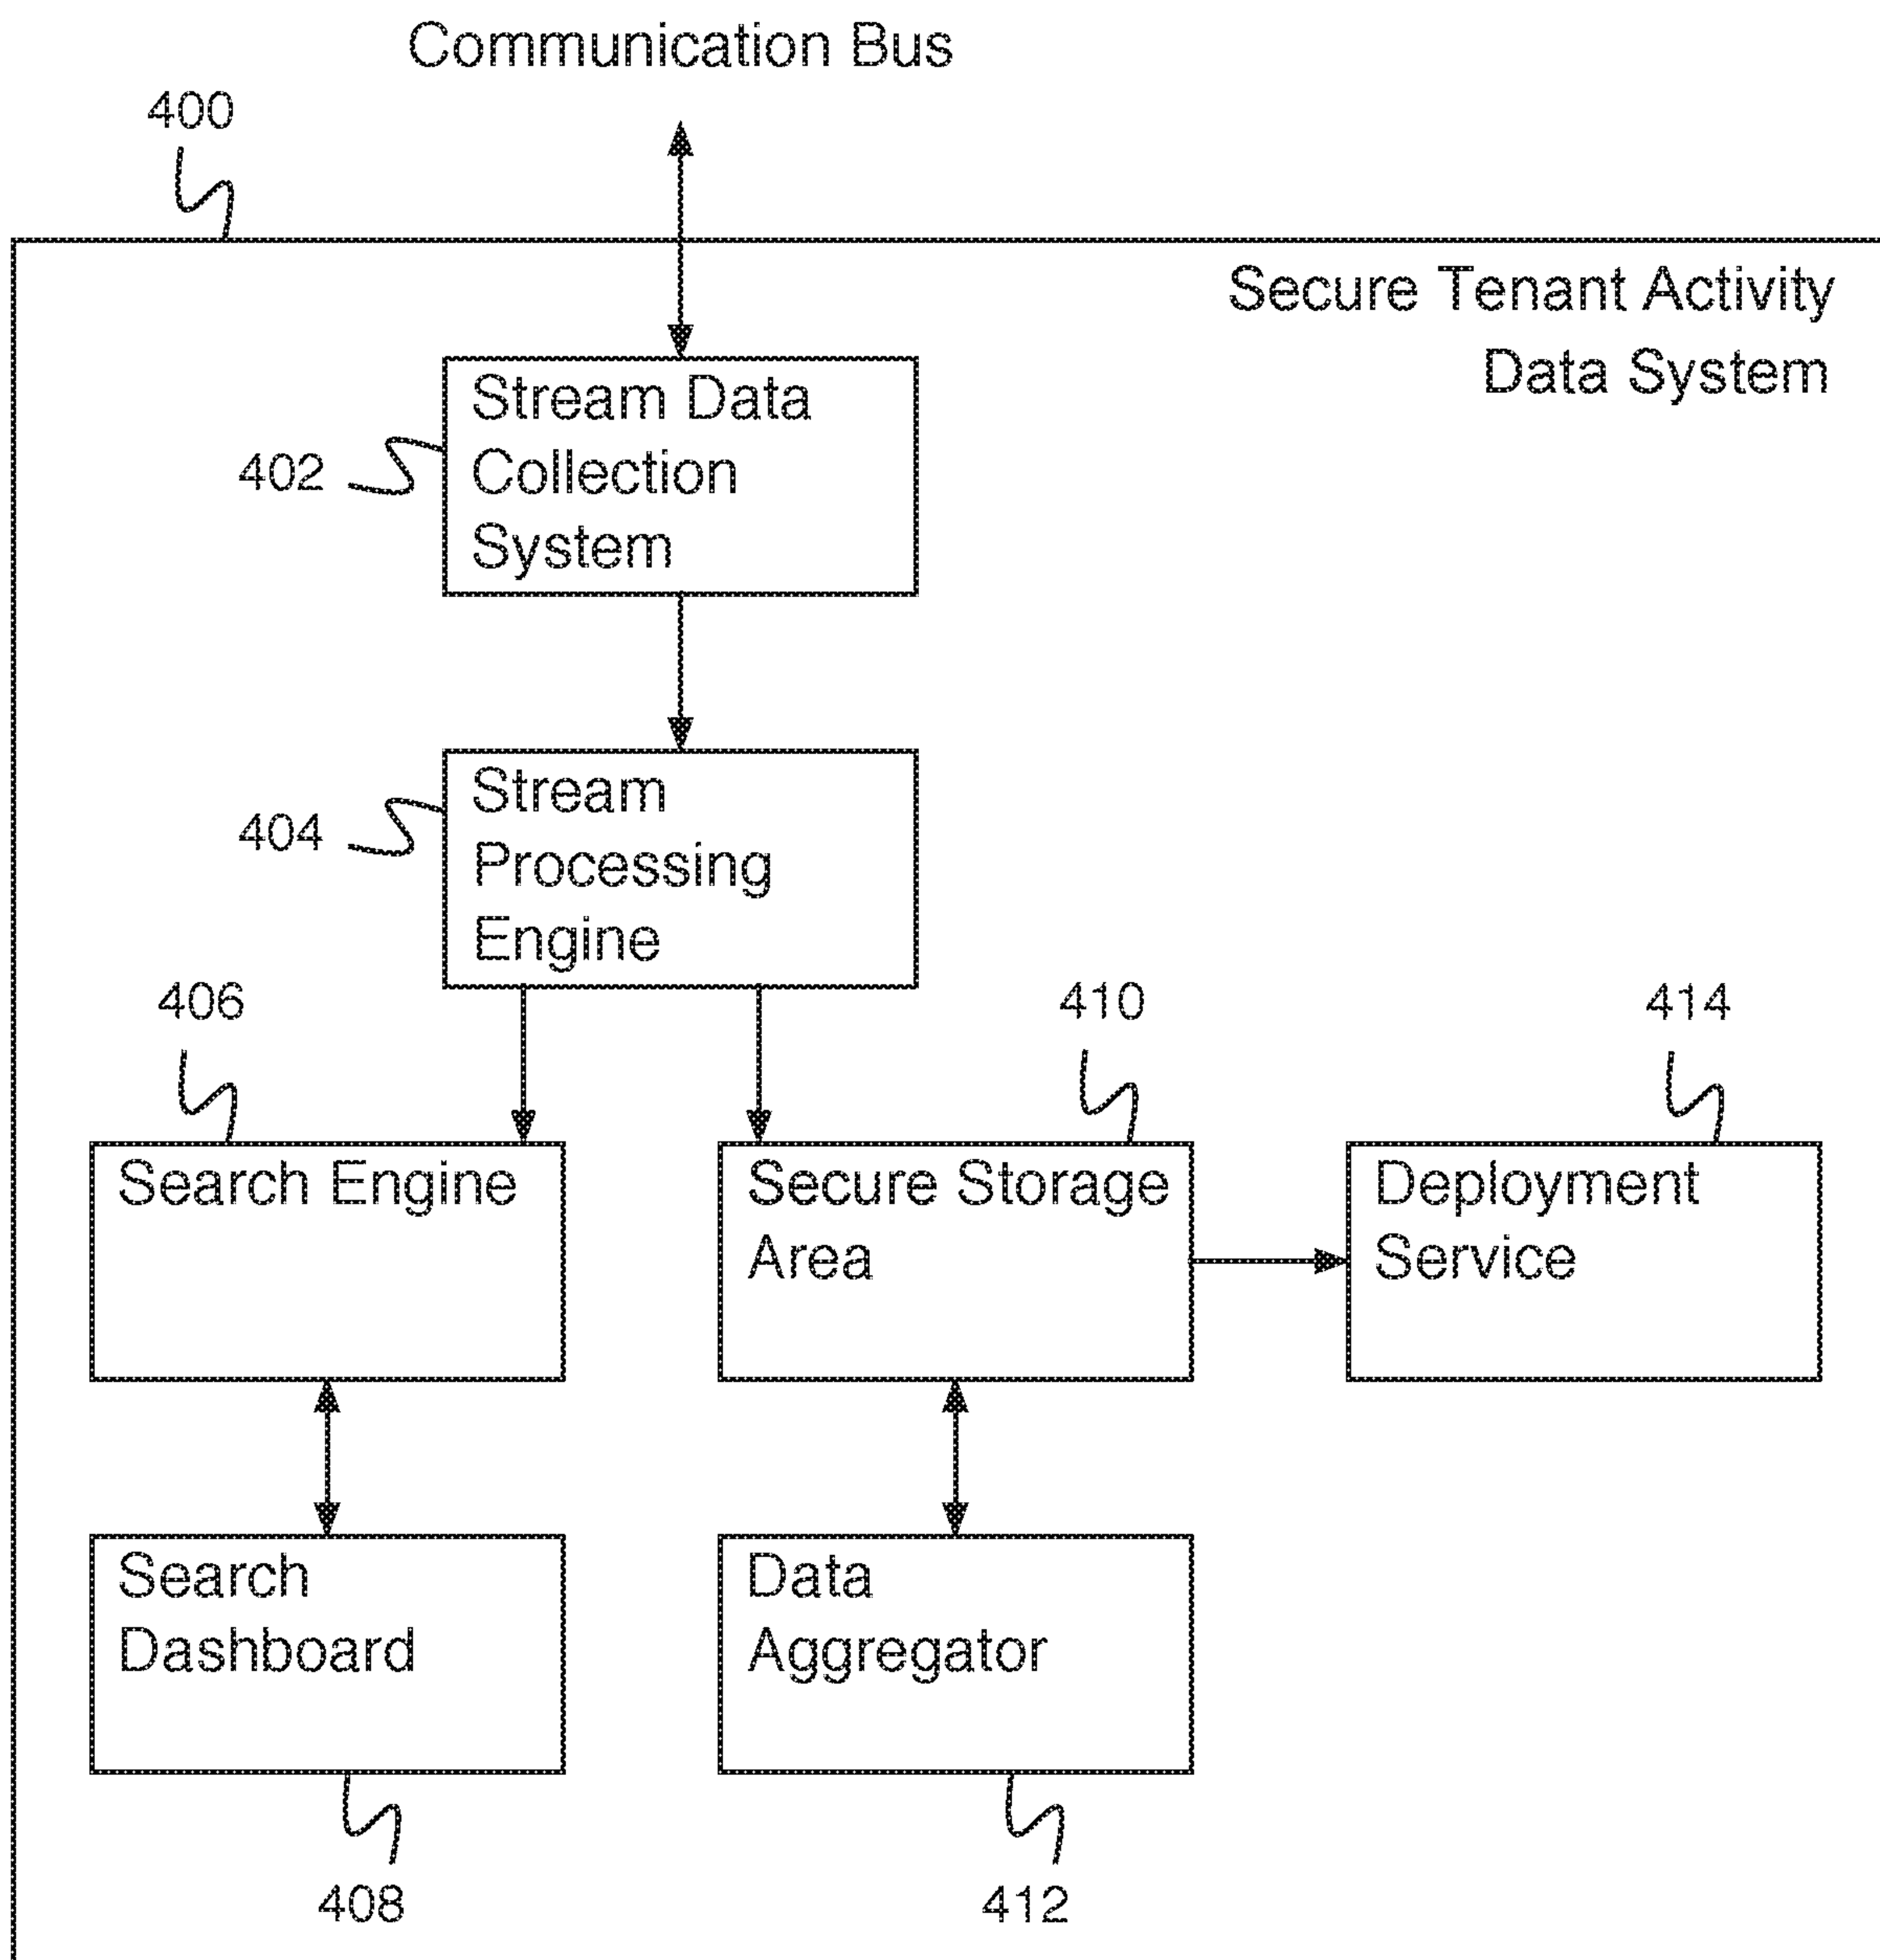 Communication Bus
400
Secure Tenant Activity
Data System
Stream Data
Collection
System
402
Stream
Processing
Engine
404
406
410
414
Search Engine
Secure Storage
Area
Deployment
Service
Search
Dashboard
Data
Aggregator
408
412